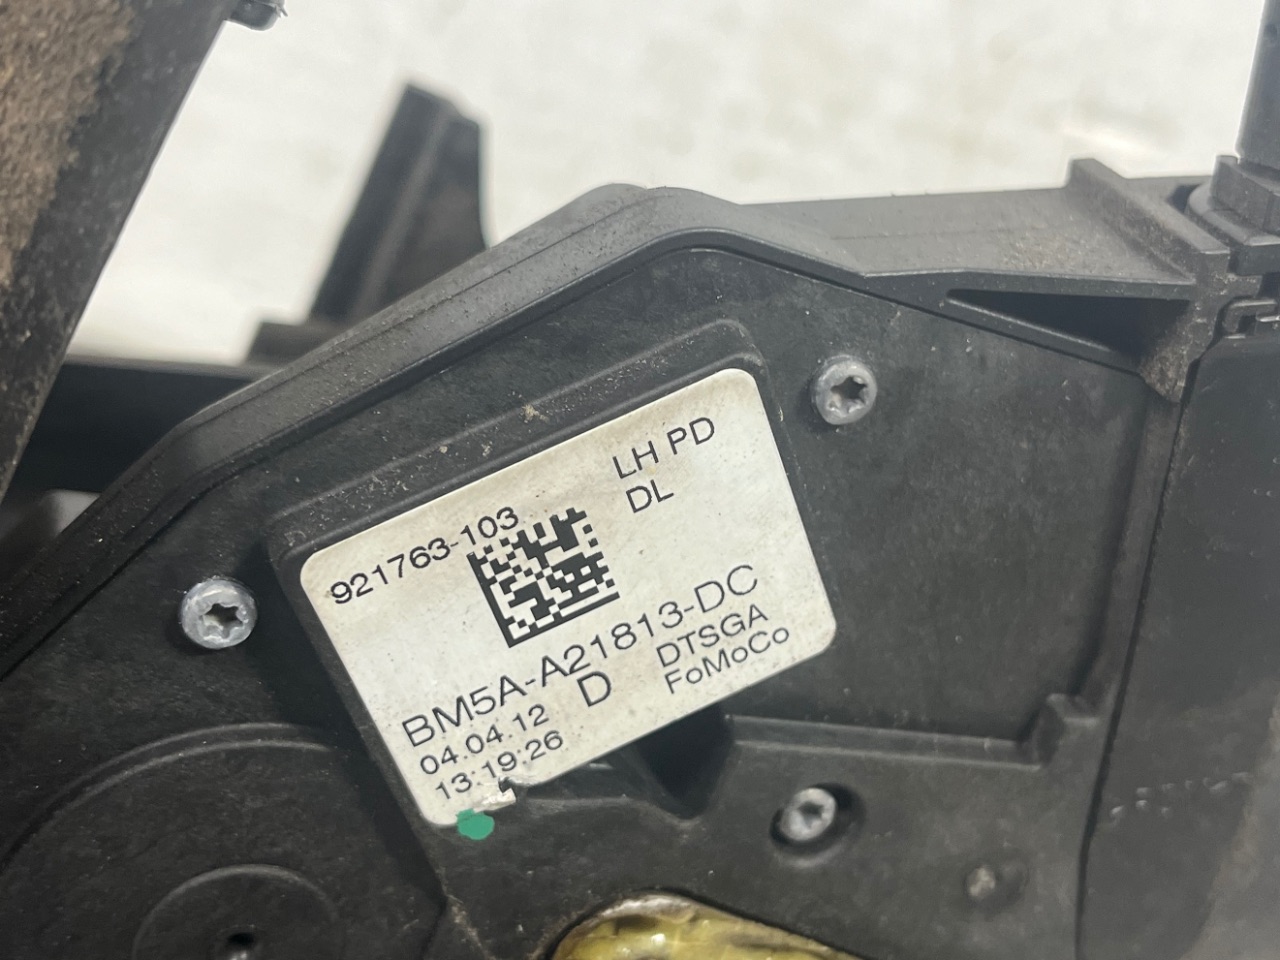 LH PD
DL
921763-103
BM5A-A21813-DC
04.04.12 D DTSGA
13:19:26 FoMoCo